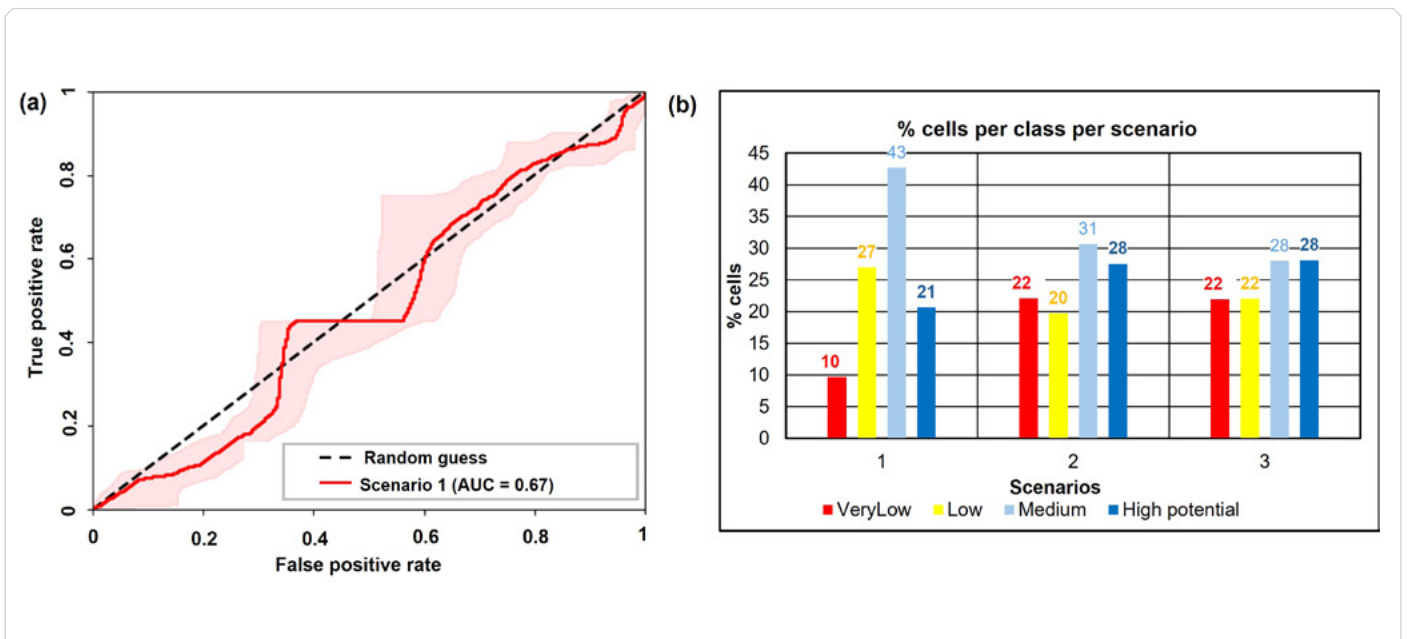 (a)
True positive rate
1
0.8
0.6
0.4
0.2
0
0 0.2 0.4 0.6 0.8 1
False positive rate
Random guess
Scenario 1 (AUC = 0.67)
(b)
% cells per class per scenario
% cells
45
40
35
30
25
20
15
10
5
0
10 27 43 21
22 20 31 28
22 22 28 28
1 2 3
Scenarios
VeryLow Low Medium High potential